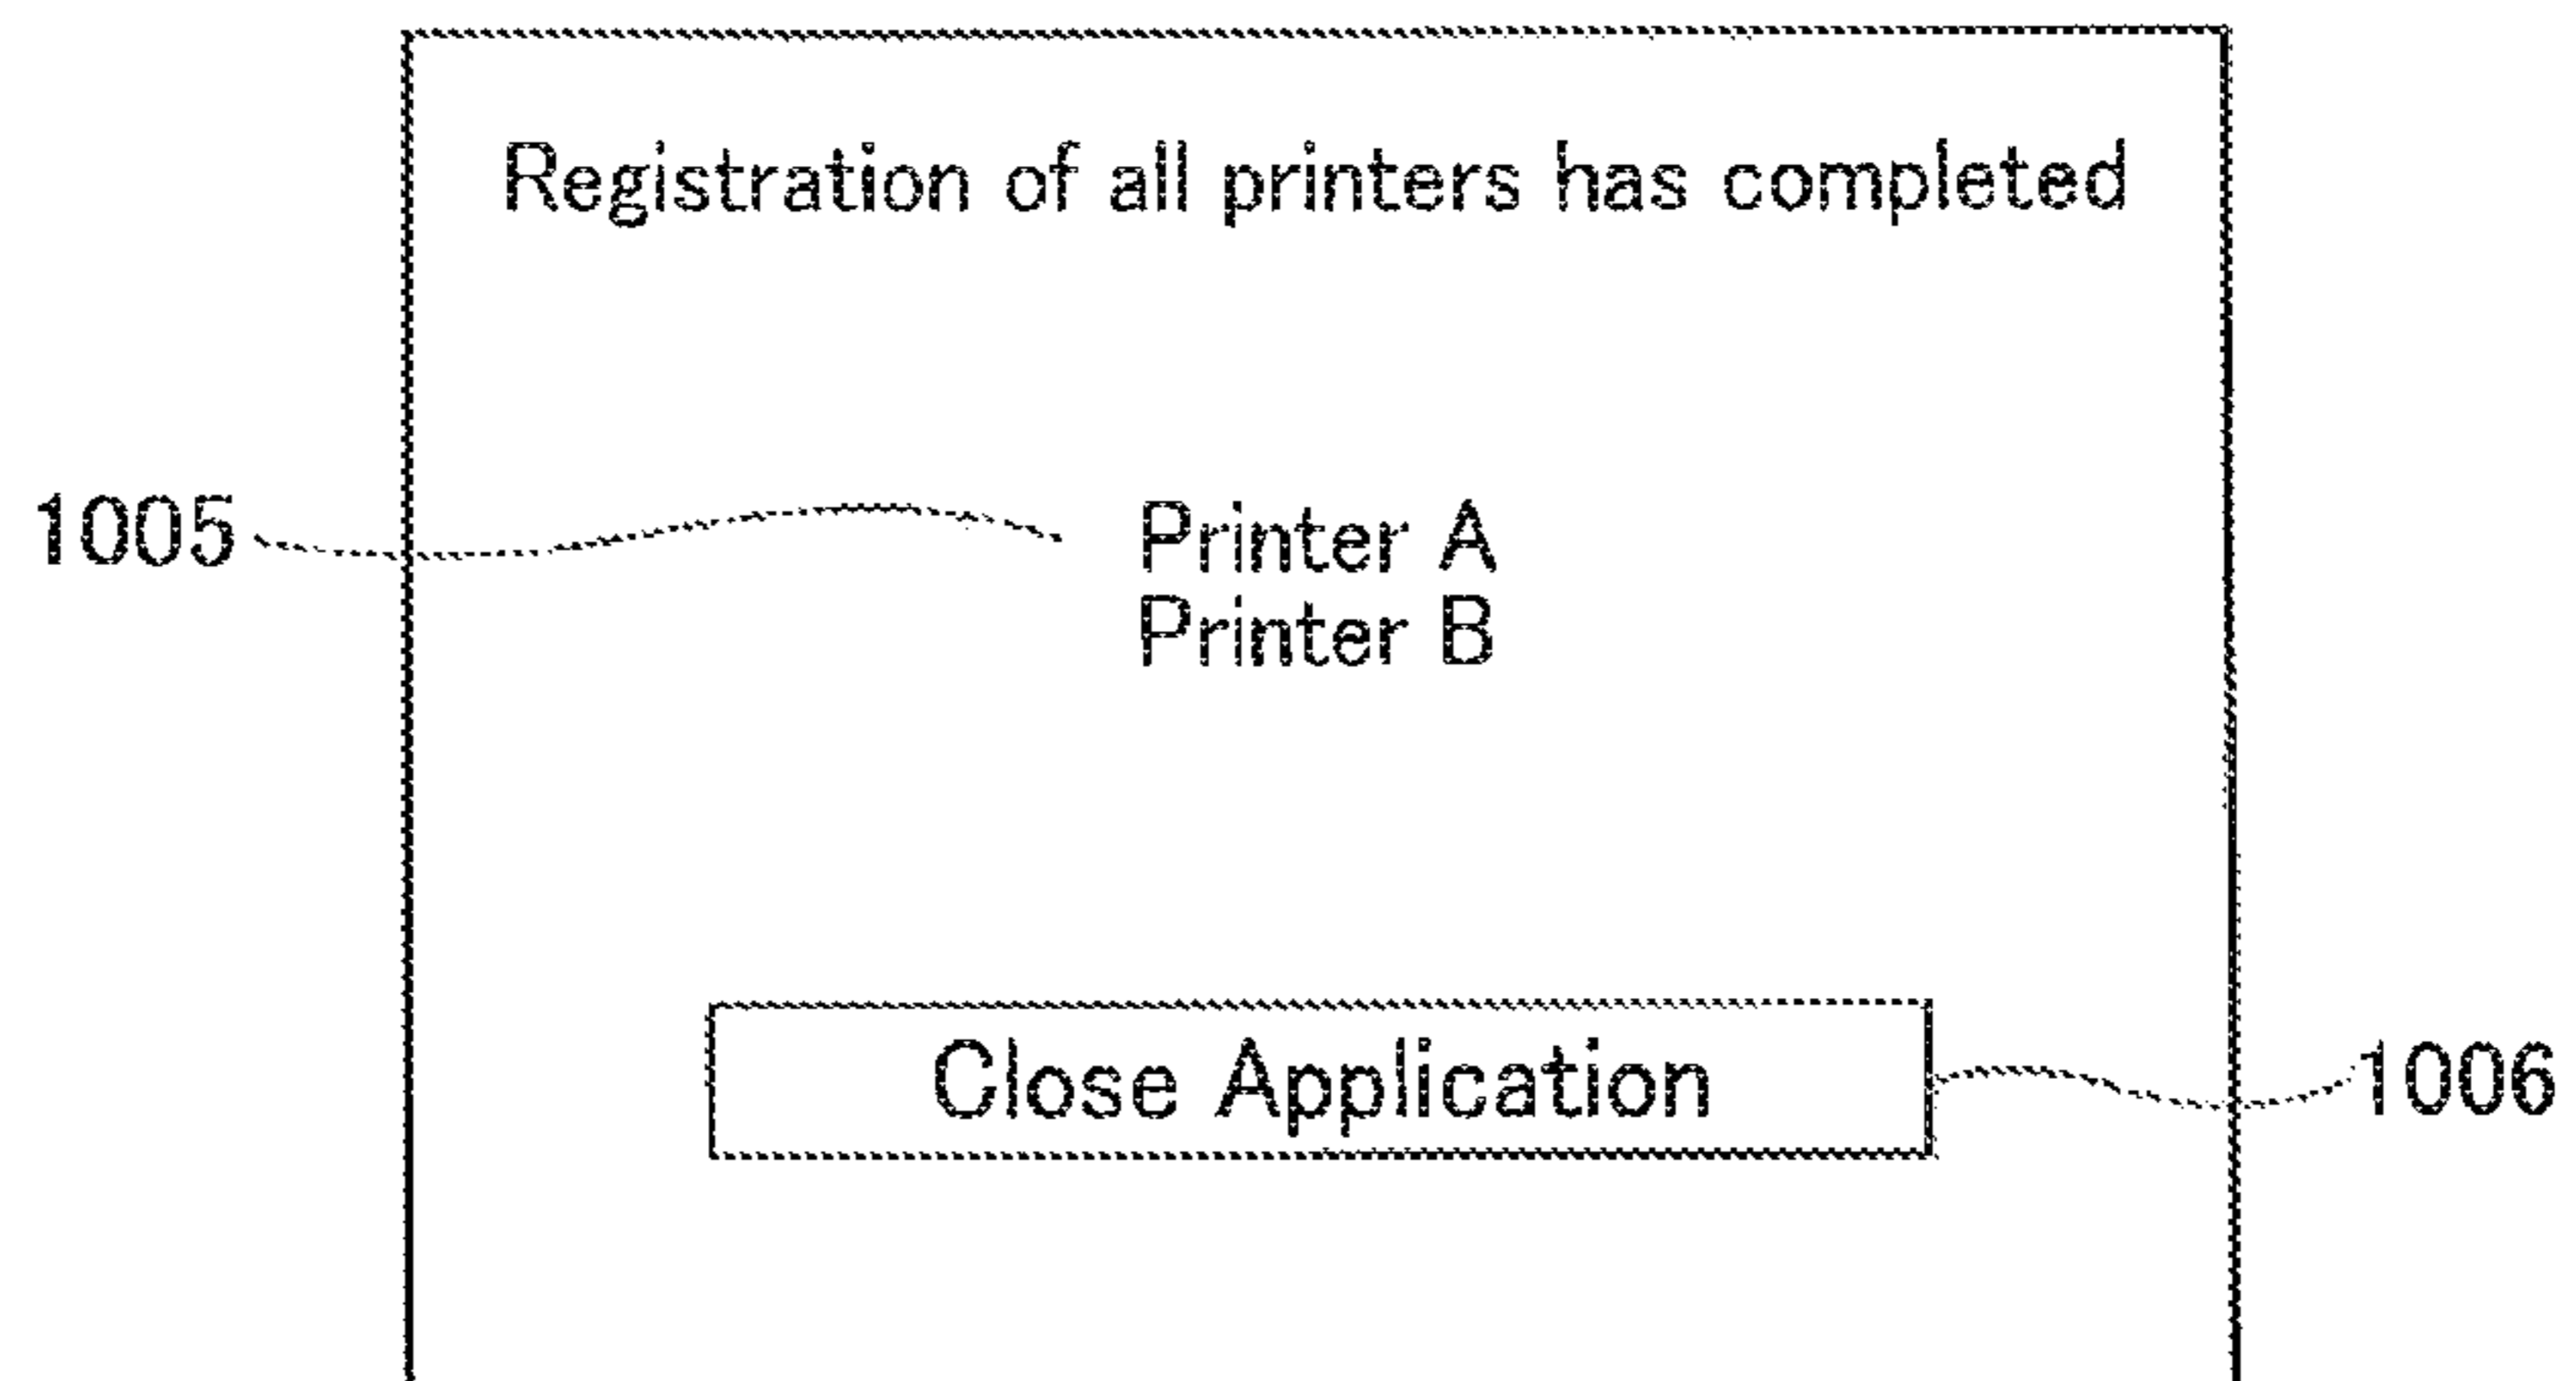 Registration of all printers has completed
1005
Printer A
Printer B
Close Application
1006